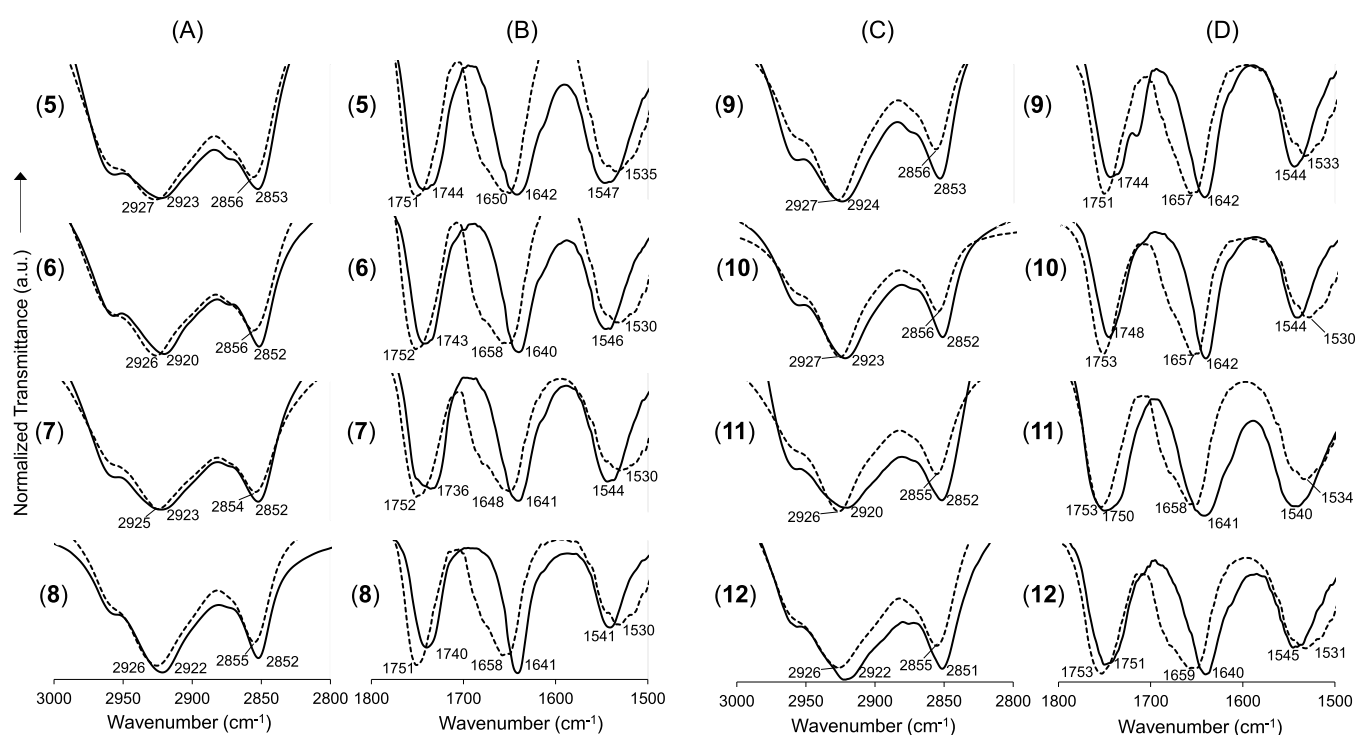 (A) (B) (C) (D)
Normalized Transmittance (a.u.)
(5) 2927 2923 2856 2853
(5) 1751 1744 1650 1642 1547 1535
(9) 2927 2924 2856 2853
(9) 1751 1744 1657 1642 1544 1533
(6) 2926 2920 2856 2852
(6) 1752 1743 1658 1640 1546 1530
(10) 2927 2923 2856 2852
(10) 1753 1748 1657 1642 1544 1530
(7) 2925 2923 2854 2852
(7) 1752 1736 1648 1641 1544 1530
(11) 2926 2920 2855 2852
(11) 1753 1750 1658 1641 1540 1534
(8) 2926 2922 2855 2852
(8) 1751 1740 1658 1641 1541 1530
(12) 2926 2922 2855 2851
(12) 1753 1751 1659 1640 1545 1531
3000 2950 2900 2850 2800
1800 1700 1600 1500
3000 2950 2900 2850 2800
1800 1700 1600 1500
Wavenumber (cm⁻¹)
Wavenumber (cm⁻¹)
Wavenumber (cm⁻¹)
Wavenumber (cm⁻¹)